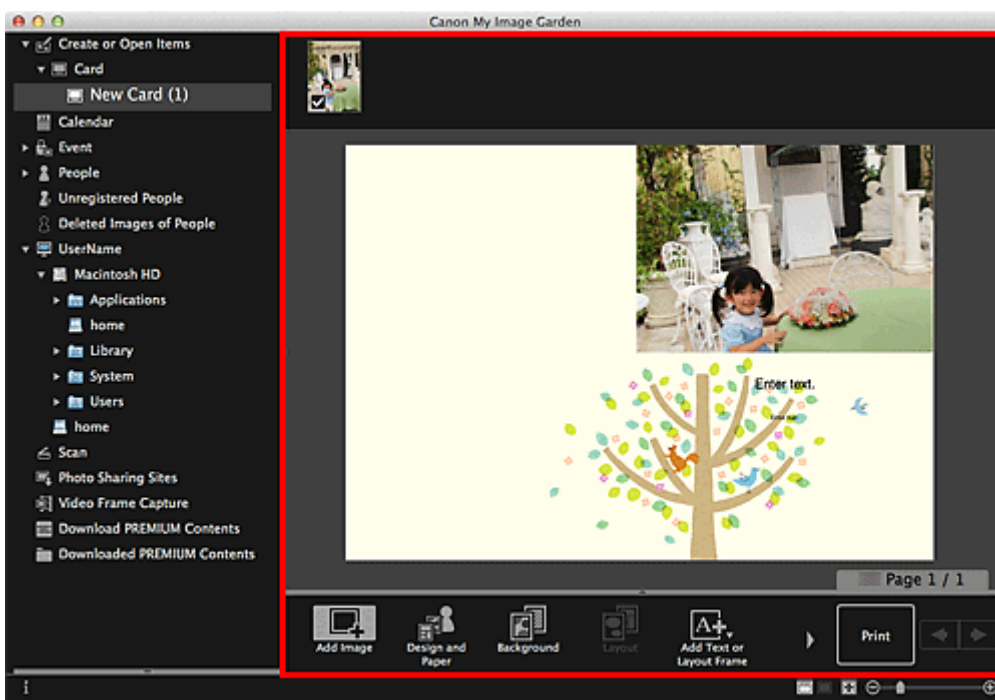 Canon My Image Garden
Create or Open Items
Card
New Card (1)
Calendar
Event
People
Unregistered People
Deleted Images of People
UserName
Macintosh HD
Applications
home
Library
System
Users
home
Scan
Photo Sharing Sites
Video Frame Capture
Download PREMIUM Contents
Downloaded PREMIUM Contents
Enter text.
Page 1 / 1
Add Image
Design and
Paper
Background
Layout
Add Text or
Layout Frame
Print